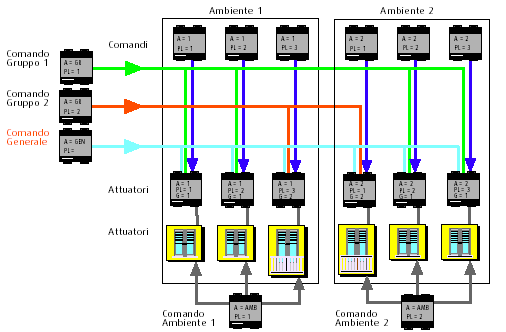 Ambiente 1
Ambiente 2
Comandi
A = 1
PL= 1
A = 1
PL= 2
A = 1
PL= 3
A = 2
PL= 1
A = 2
PL= 2
A = 2
PL= 3
Comando
Gruppo 1
A = G0
PL= 1
Comando
Gruppo 2
A = G0
PL= 2
Comando
Generale
A = GEN
PL=
Attuatori
A = 1
PL= 1
G = 1
A = 1
PL= 2
G = 1
A = 1
PL= 3
G = 2
A = 2
PL= 1
G = 2
A = 2
PL= 2
G = 1
A = 2
PL= 3
G = 1
Attuatori
Comando
Ambiente 1
A = AMB
PL= 1
Comando
Ambiente 2
A = AMB
PL= 2